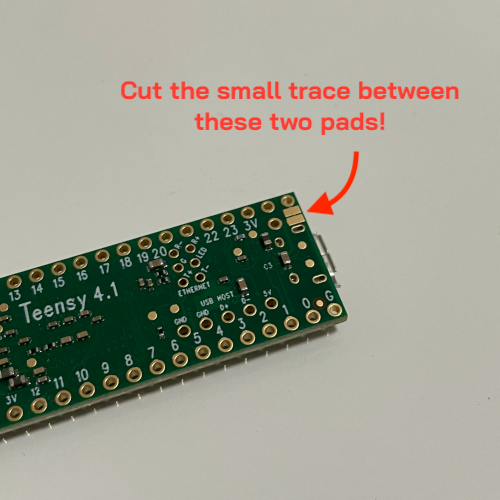 Cut the small trace between
these two pads!
13 14 15 16 17 18 19 20 22 23 3V
R- R+
LED
G
T+ T-
ETHERNET
C3
Teensy 4.1
USB HOST
GND GND D+ D- 5V
3V 12 11 10 9 8 7 6 5 4 3 2 1 0 G